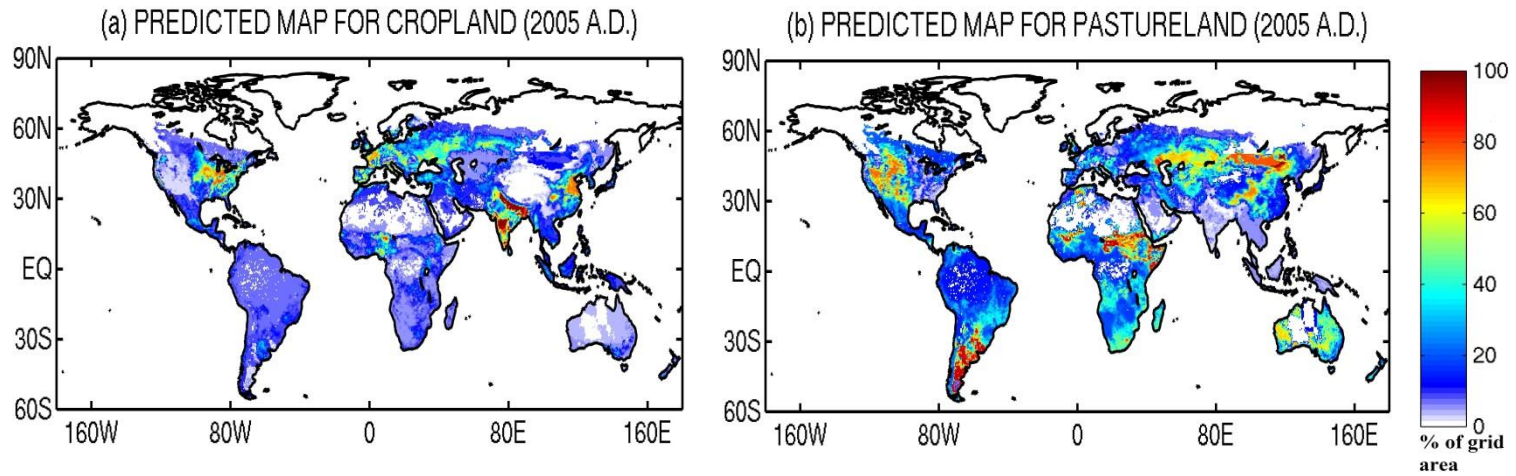 (a) PREDICTED MAP FOR CROPLAND (2005 A.D.)
90N
60N
30N
EQ
30S
60S
160W 80W 0 80E 160E
(b) PREDICTED MAP FOR PASTURELAND (2005 A.D.)
90N
60N
30N
EQ
30S
60S
160W 80W 0 80E 160E
100
80
60
40
20
0
% of grid
area